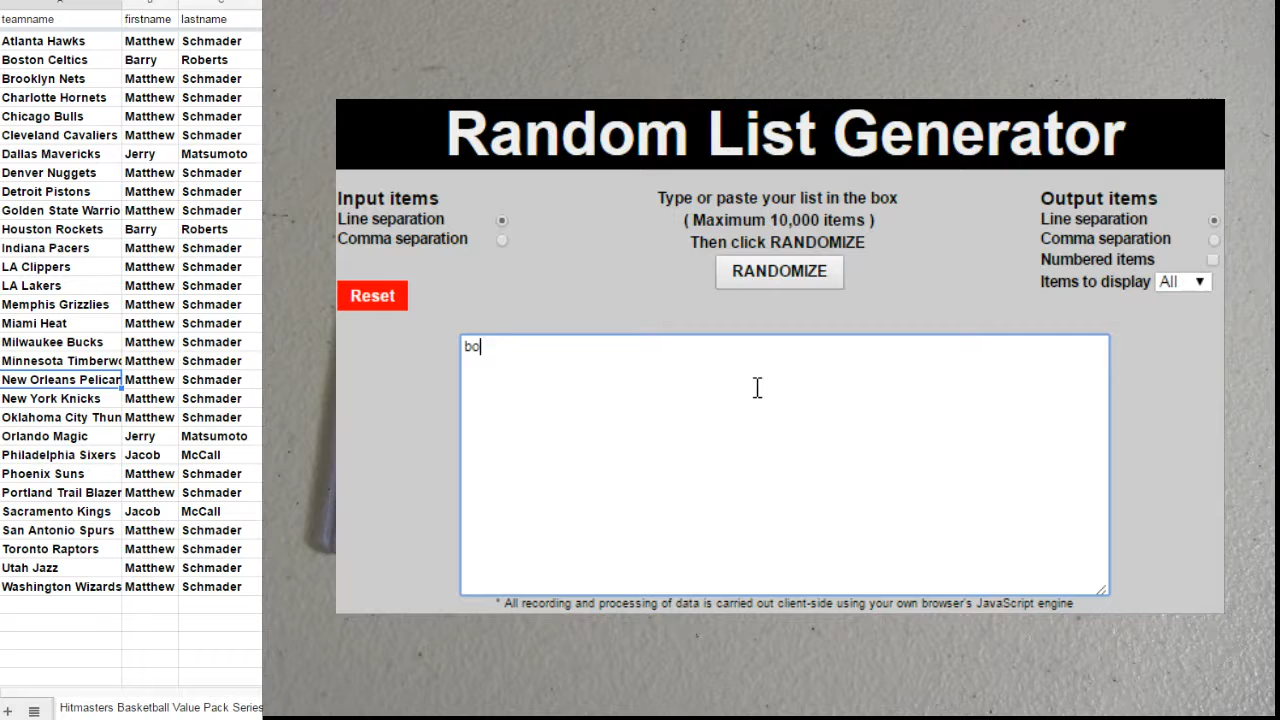 teamname firstname lastname
Atlanta Hawks Matthew Schmader
Boston Celtics Barry Roberts
Brooklyn Nets Matthew Schmader
Charlotte Hornets Matthew Schmader
Chicago Bulls Matthew Schmader
Cleveland Cavaliers Matthew Schmader
Dallas Mavericks Jerry Matsumoto
Denver Nuggets Matthew Schmader
Detroit Pistons Matthew Schmader
Golden State Warrio Matthew Schmader
Houston Rockets Barry Roberts
Indiana Pacers Matthew Schmader
LA Clippers Matthew Schmader
LA Lakers Matthew Schmader
Memphis Grizzlies Matthew Schmader
Miami Heat Matthew Schmader
Milwaukee Bucks Matthew Schmader
Minnesota Timberwo Matthew Schmader
New Orleans Pelican Matthew Schmader
New York Knicks Matthew Schmader
Oklahoma City Thun Matthew Schmader
Orlando Magic Jerry Matsumoto
Philadelphia Sixers Jacob McCall
Phoenix Suns Matthew Schmader
Portland Trail Blazer Matthew Schmader
Sacramento Kings Jacob McCall
San Antonio Spurs Matthew Schmader
Toronto Raptors Matthew Schmader
Utah Jazz Matthew Schmader
Washington Wizards Matthew Schmader
Hitmasters Basketball Value Pack Series
Random List Generator
Input items
Line separation
Comma separation
Reset
Type or paste your list in the box
( Maximum 10,000 items )
Then click RANDOMIZE
RANDOMIZE
Output items
Line separation
Comma separation
Numbered items
Items to display All
bo
* All recording and processing of data is carried out client-side using your own browser's JavaScript engine